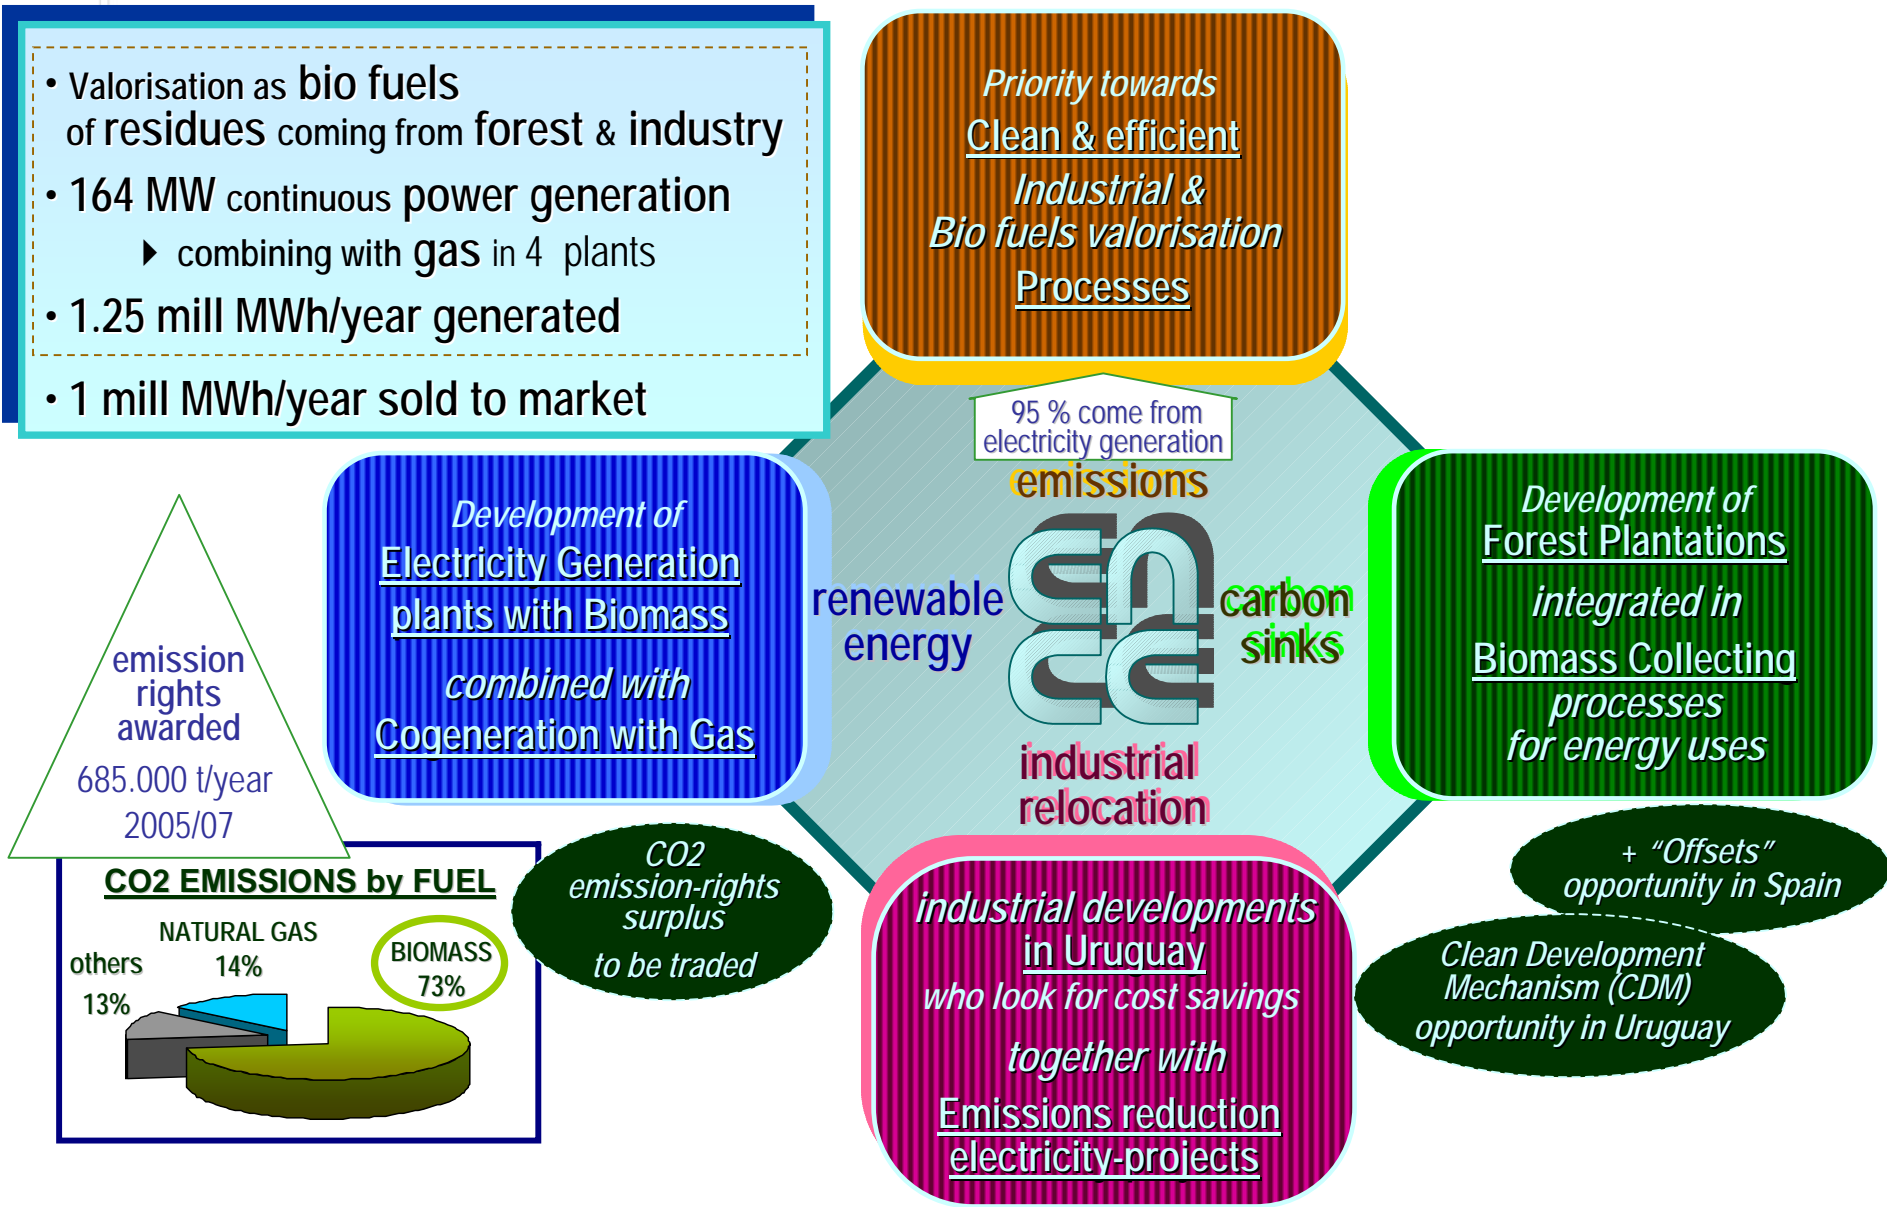 • Valorisation as bio fuels
of residues coming from forest & industry
• 164 MW continuous power generation
combining with gas in 4 plants
• 1.25 mill MWh/year generated
• 1 mill MWh/year sold to market
Priority towards
Clean & efficient
Industrial &
Bio fuels valorisation
Processes
95 % come from
electricity generation
emissions
renewable
energy
carbon
sinks
industrial
relocation
Development of
Electricity Generation
plants with Biomass
combined with
Cogeneration with Gas
Development of
Forest Plantations
integrated in
Biomass Collecting
processes
for energy uses
emission
rights
awarded
685.000 t/year
2005/07
CO2 EMISSIONS by FUEL
NATURAL GAS
14%
others
13%
BIOMASS
73%
CO2
emission-rights
surplus
to be traded
industrial developments
in Uruguay
who look for cost savings
together with
Emissions reduction
electricity-projects
+ “Offsets”
opportunity in Spain
Clean Development
Mechanism (CDM)
opportunity in Uruguay
ence